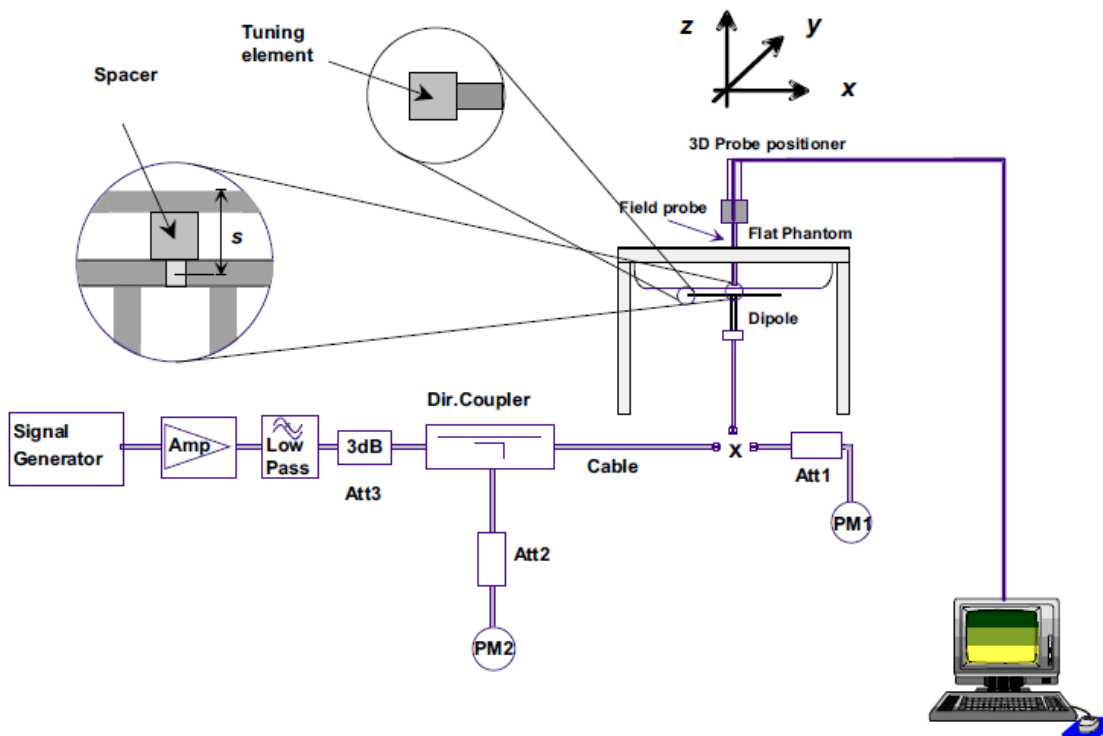 Tuning
element
Spacer
s
z
y
x
3D Probe positioner
Field probe
Flat Phantom
Dipole
Dir.Coupler
Signal
Generator
Amp
Low
Pass
3dB
Att3
Cable
x
Att1
PM1
Att2
PM2